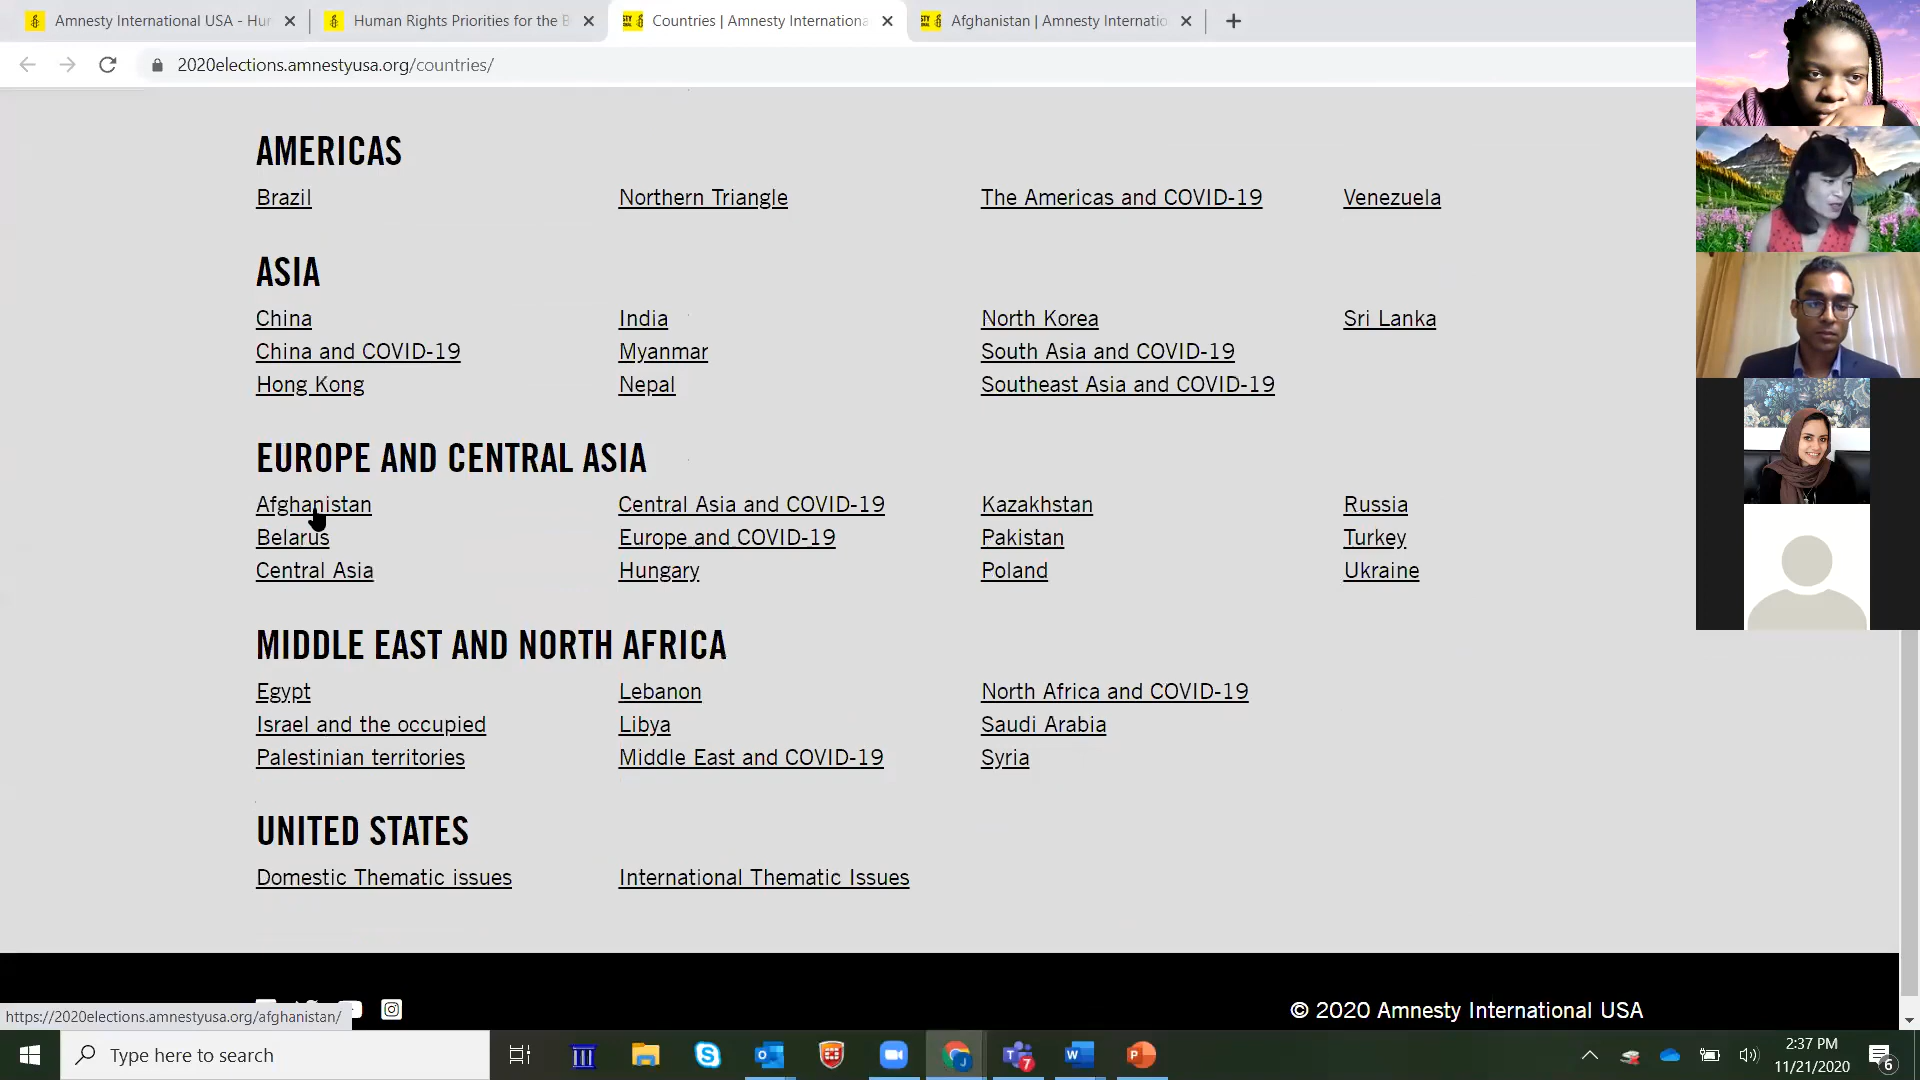 Amnesty International USA - Hu
Human Rights Priorities for the B
Countries | Amnesty Internationa
Afghanistan | Amnesty Internatio
2020elections.amnestyusa.org/countries/
AMERICAS
Brazil Northern Triangle The Americas and COVID-19 Venezuela
ASIA
China India North Korea Sri Lanka
China and COVID-19 Myanmar South Asia and COVID-19
Hong Kong Nepal Southeast Asia and COVID-19
EUROPE AND CENTRAL ASIA
Afghanistan Central Asia and COVID-19 Kazakhstan Russia
Belarus Europe and COVID-19 Pakistan Turkey
Central Asia Hungary Poland Ukraine
MIDDLE EAST AND NORTH AFRICA
Egypt Lebanon North Africa and COVID-19
Israel and the occupied Libya Saudi Arabia
Palestinian territories Middle East and COVID-19 Syria
UNITED STATES
Domestic Thematic issues International Thematic Issues
© 2020 Amnesty International USA
https://2020elections.amnestyusa.org/afghanistan/
Type here to search
7
2:37 PM
11/21/2020
6